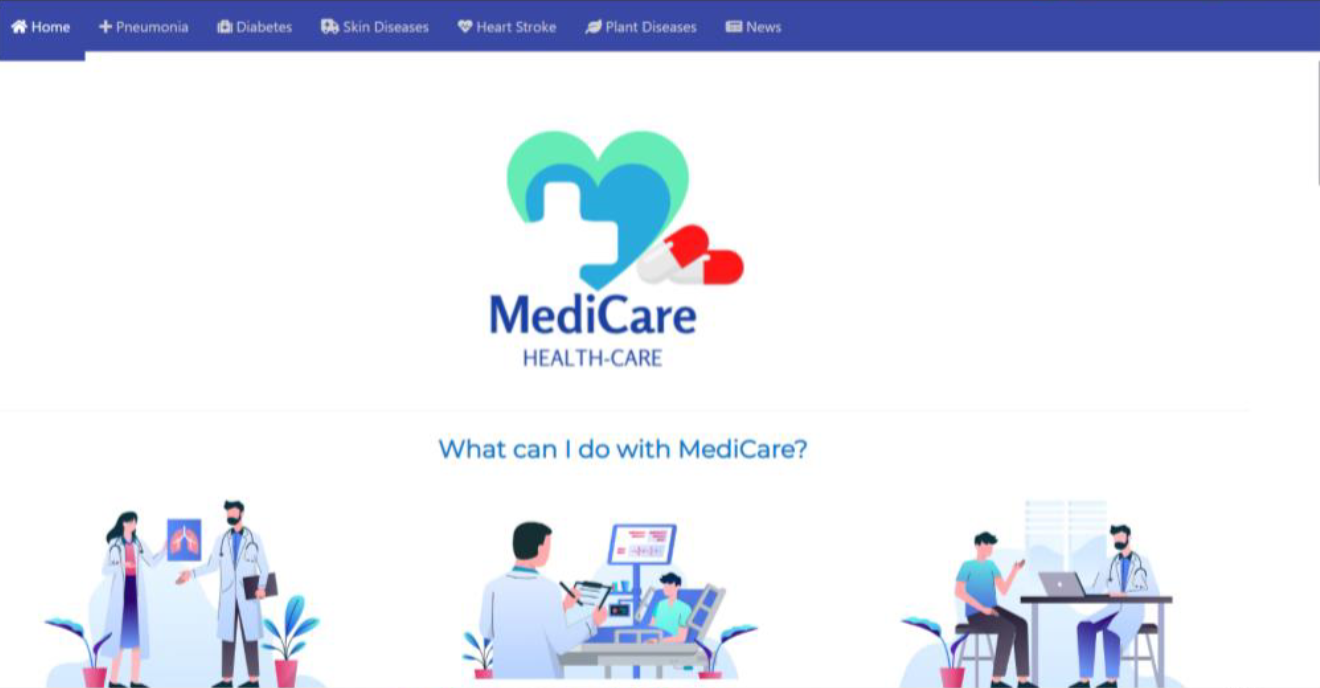 Home Pneumonia Diabetes Skin Diseases Heart Stroke Plant Diseases News
MediCare
HEALTH-CARE
What can I do with MediCare?